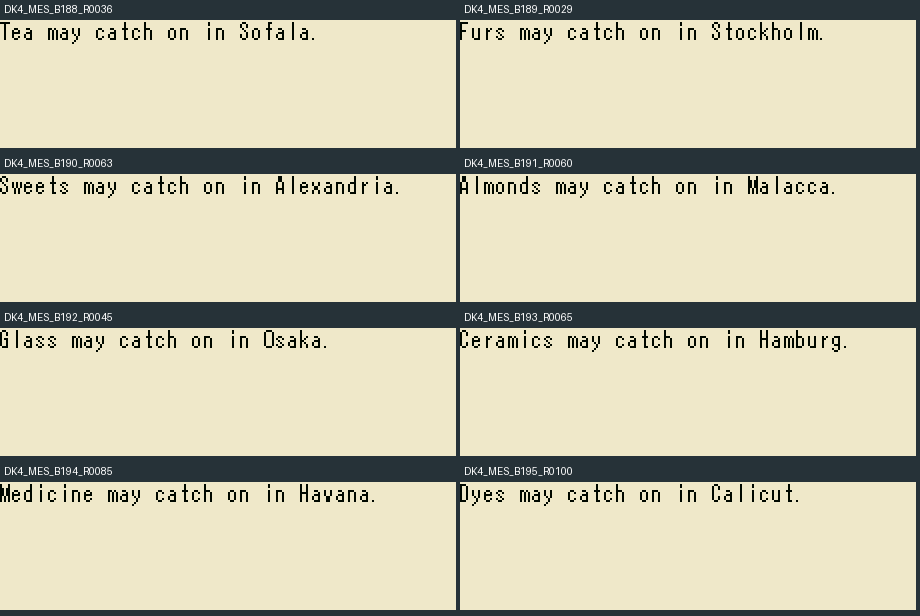 DK4_MES_B188_R0036
Tea may catch on in Sofala.
DK4_MES_B189_R0029
Furs may catch on in Stockholm.
DK4_MES_B190_R0063
Sweets may catch on in Alexandria.
DK4_MES_B191_R0060
Almonds may catch on in Malacca.
DK4_MES_B192_R0045
Glass may catch on in Osaka.
DK4_MES_B193_R0065
Ceramics may catch on in Hamburg.
DK4_MES_B194_R0085
Medicine may catch on in Havana.
DK4_MES_B195_R0100
Dyes may catch on in Calicut.